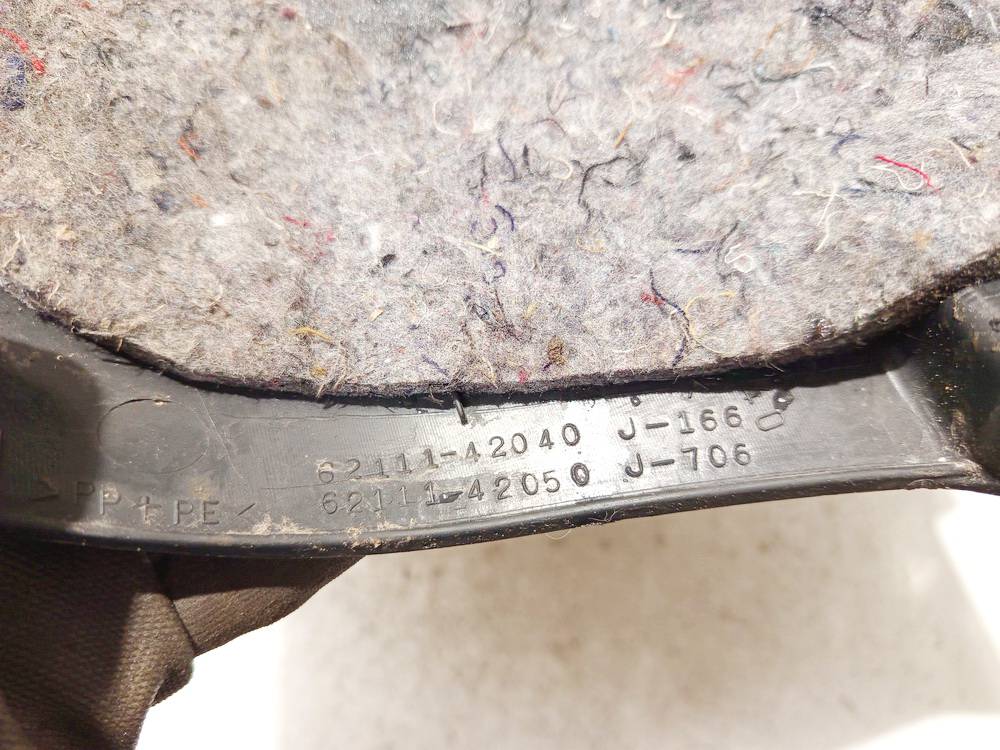 62111-42040 J-166
62111-42050 J-706
> PP + PE <